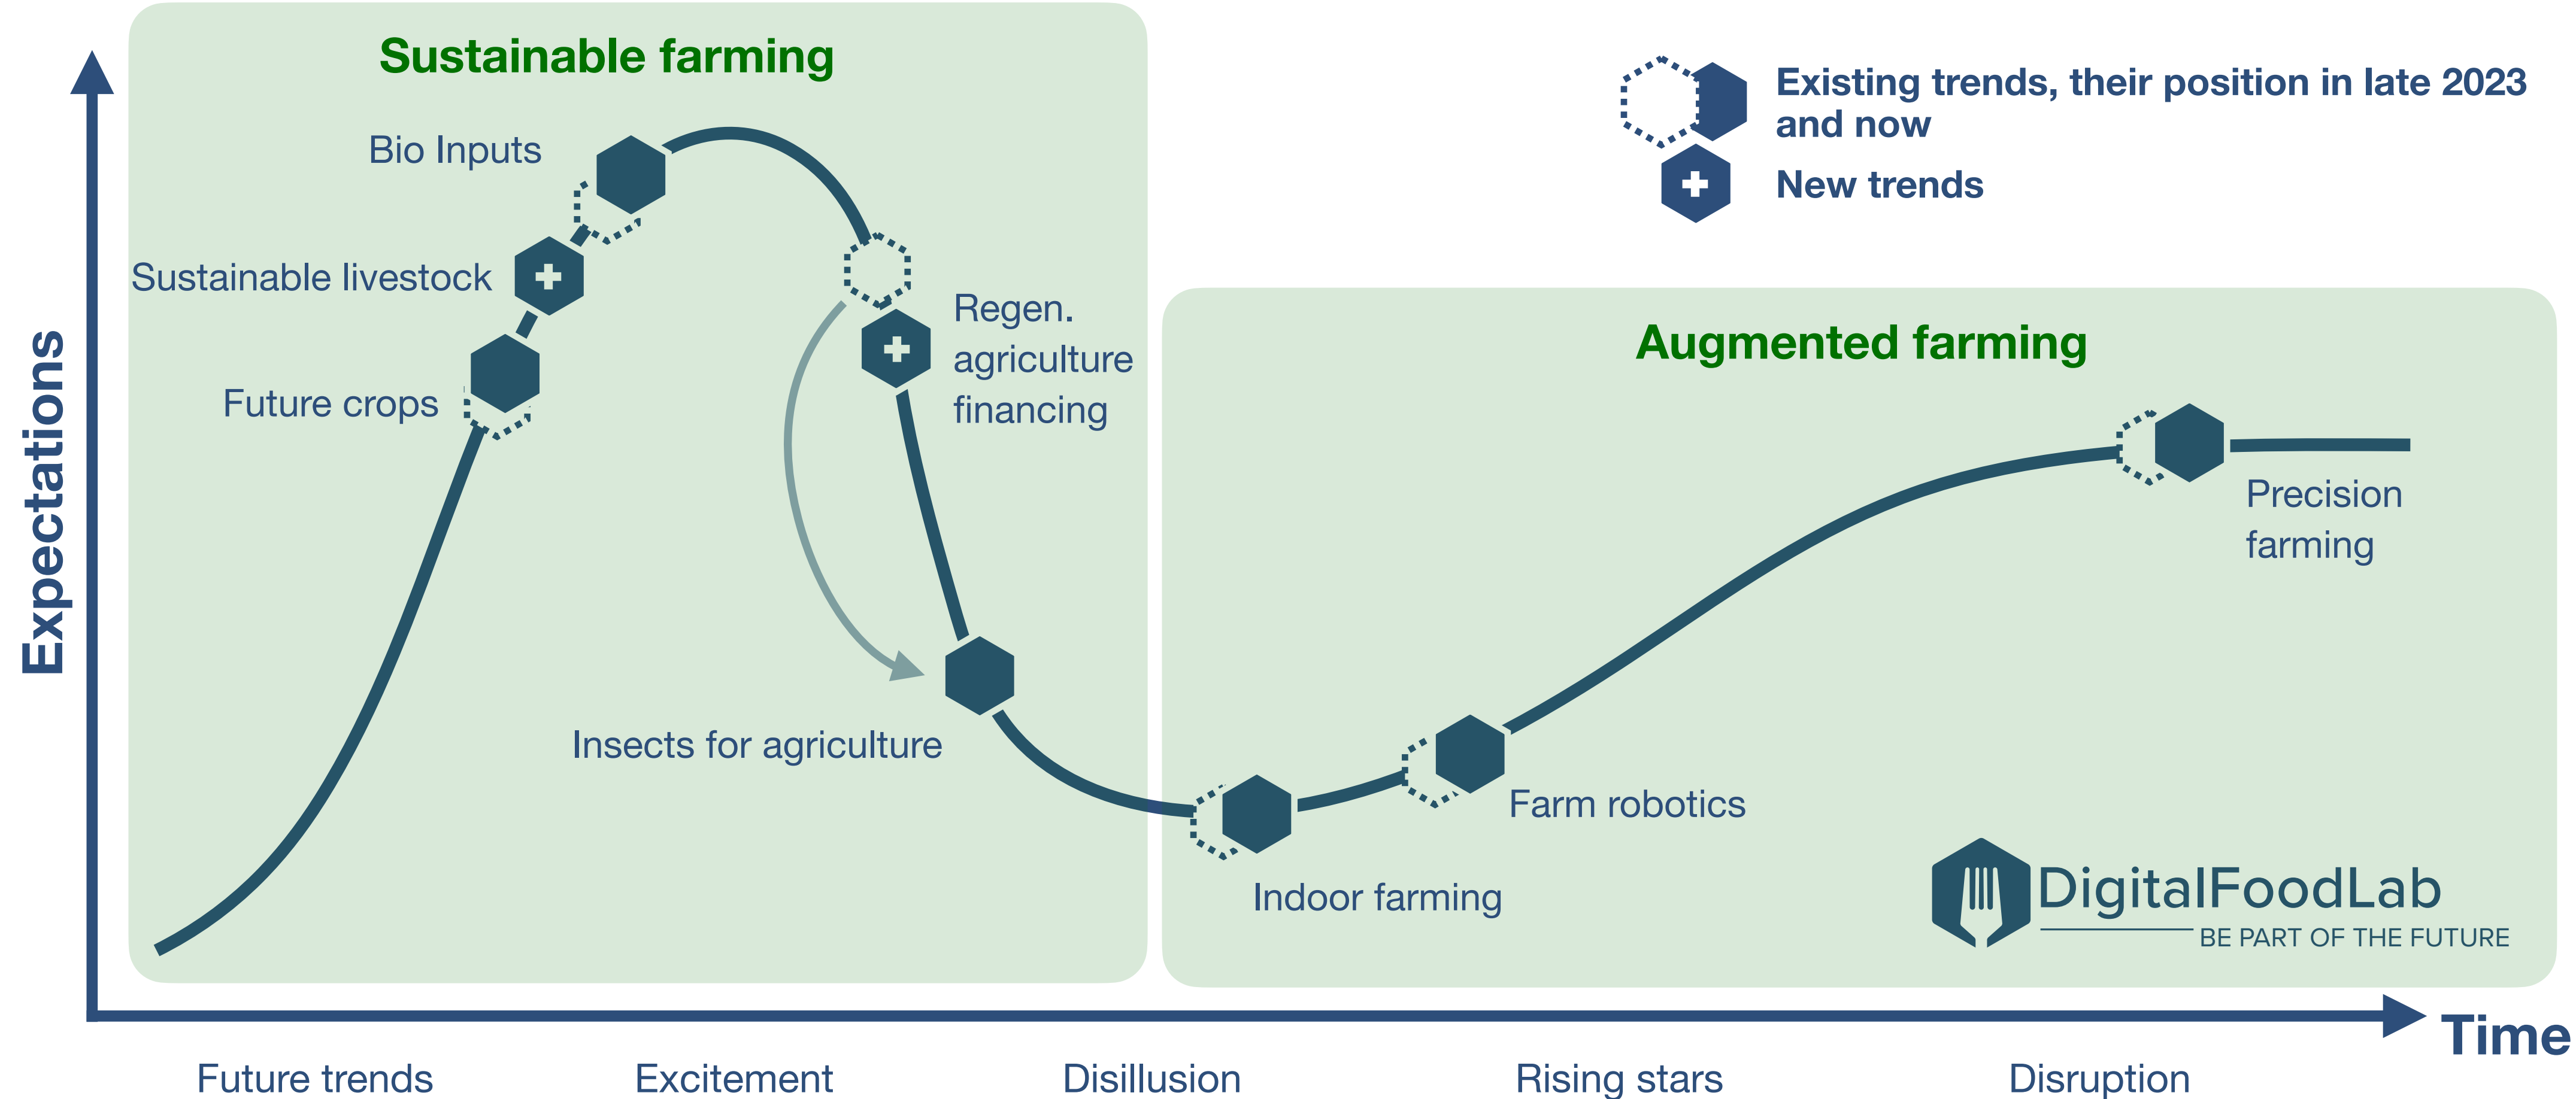 Sustainable farming
Existing trends, their position in late 2023
and now
New trends
Bio Inputs
Sustainable livestock
Future crops
Regen.
agriculture
financing
Augmented farming
Expectations
Precision
farming
Insects for agriculture
Farm robotics
Indoor farming
DigitalFoodLab
BE PART OF THE FUTURE
Time
Future trends
Excitement
Disillusion
Rising stars
Disruption